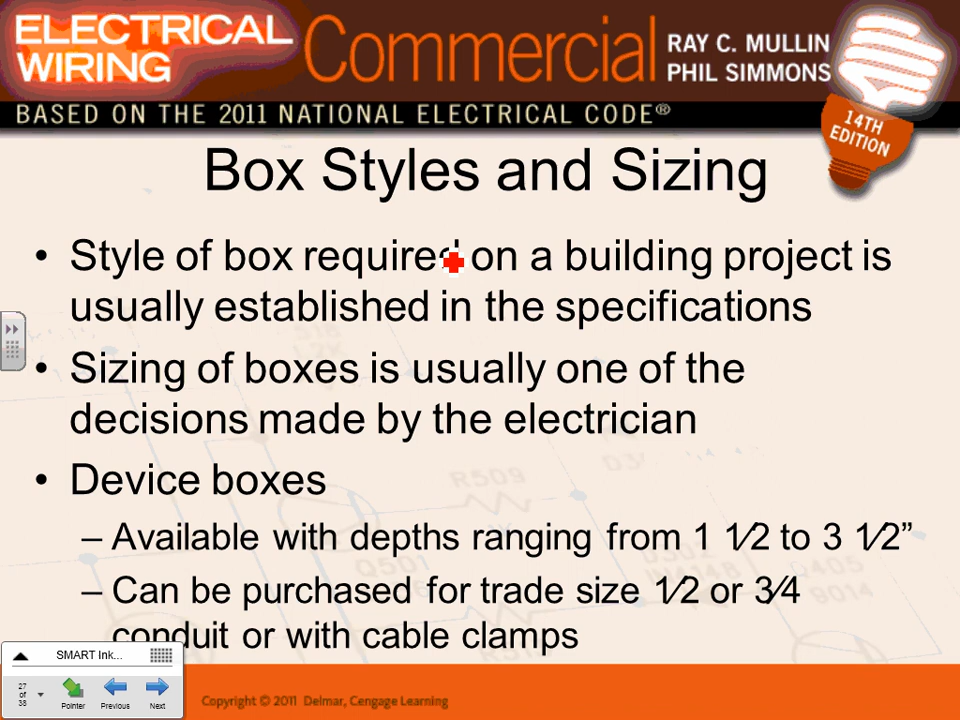 ELECTRICAL
WIRING
Commercial
RAY C. MULLIN
PHIL SIMMONS
BASED ON THE 2011 NATIONAL ELECTRICAL CODE®
14TH
EDITION
Box Styles and Sizing
• Style of box required on a building project is
usually established in the specifications
• Sizing of boxes is usually one of the
decisions made by the electrician
• Device boxes
– Available with depths ranging from 1 1⁄2 to 3 1⁄2”
– Can be purchased for trade size 1⁄2 or 3⁄4
conduit or with cable clamps
R509
Q501
Q405
9014
SMART Ink...
27
of
38
Pointer
Previous
Next
Copyright © 2011 Delmar, Cengage Learning